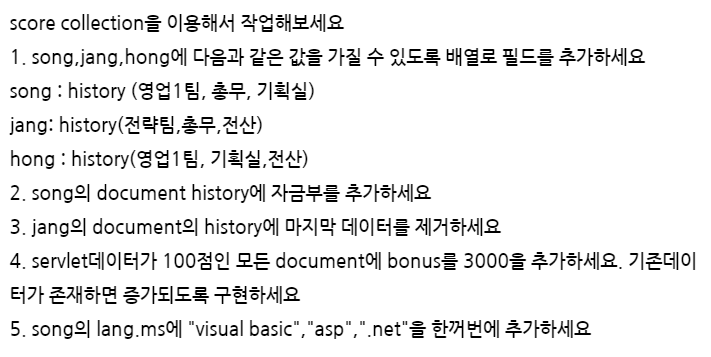 score collection을 이용해서 작업해보세요
1. song,jang,hong에 다음과 같은 값을 가질 수 있도록 배열로 필드를 추가하세요
song : history (영업1팀, 총무, 기획실)
jang: history(전략팀,총무,전산)
hong : history(영업1팀, 기획실,전산)
2. song의 document history에 자금부를 추가하세요
3. jang의 document의 history에 마지막 데이터를 제거하세요
4. servlet데이터가 100점인 모든 document에 bonus를 3000을 추가하세요. 기존데이
터가 존재하면 증가되도록 구현하세요
5. song의 lang.ms에 "visual basic","asp",".net"을 한꺼번에 추가하세요